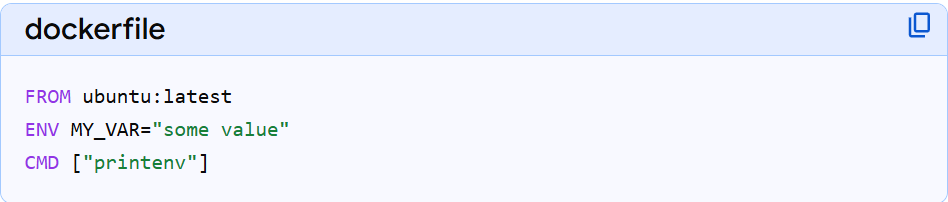 dockerfile
FROM ubuntu:latest
ENV MY_VAR="some value"
CMD ["printenv"]